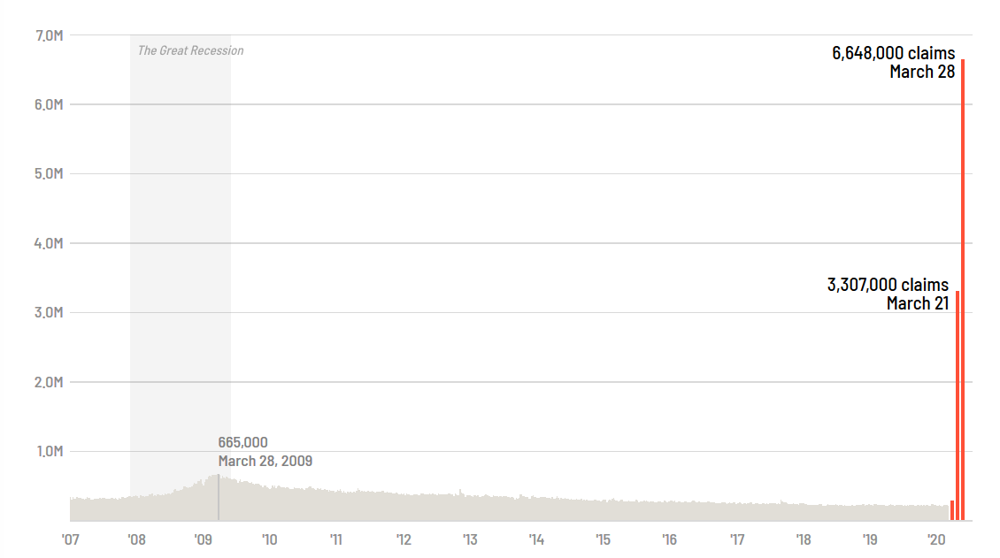 7.0M
The Great Recession
6,648,000 claims
March 28
6.0M
5.0M
4.0M
3,307,000 claims
March 21
3.0M
2.0M
665,000
March 28, 2009
1.0M
'07 '08 '09 '10 '11 '12 '13 '14 '15 '16 '17 '18 '19 '20